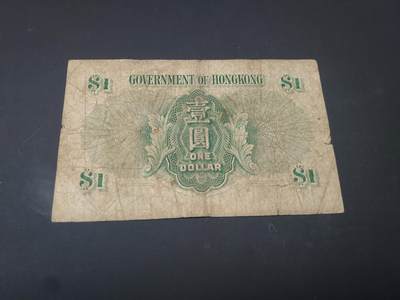 GOVERNMENT OF HONGKONG
$1 $1
壹
圓
ONE
DOLLAR
$1 $1